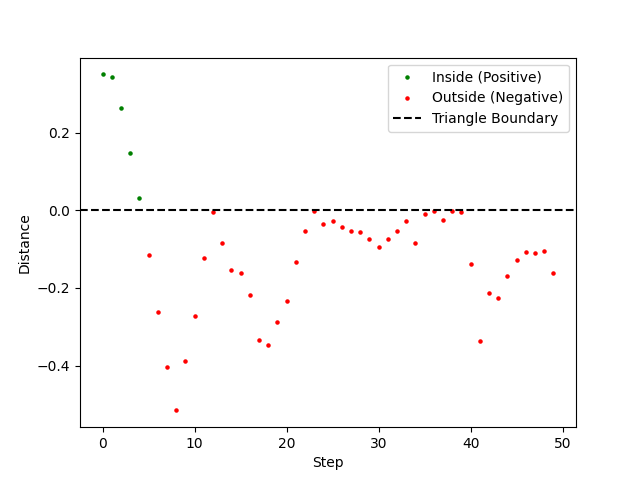 Inside (Positive)
Outside (Negative)
Triangle Boundary
0.2
0.0
−0.2
−0.4
Distance
0 10 20 30 40 50
Step